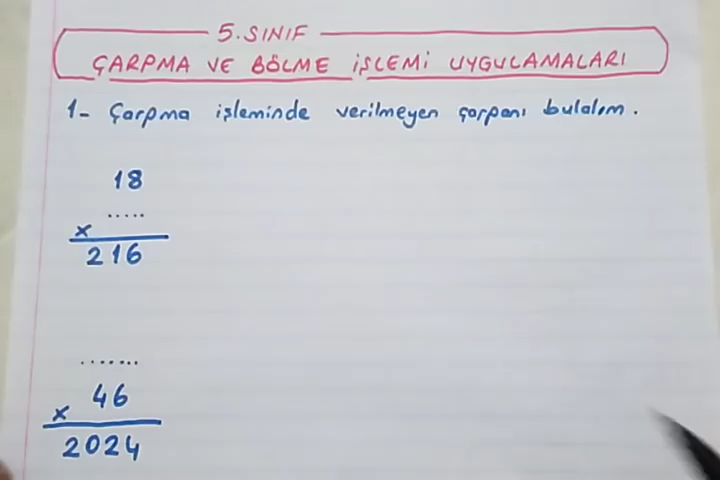 5. SINIF
ÇARPMA VE BÖLME İŞLEMİ UYGULAMALARI
1- Çarpma işleminde verilmeyen çarpanı bulalım.
18
.....
x
216
.......
46
x
2024